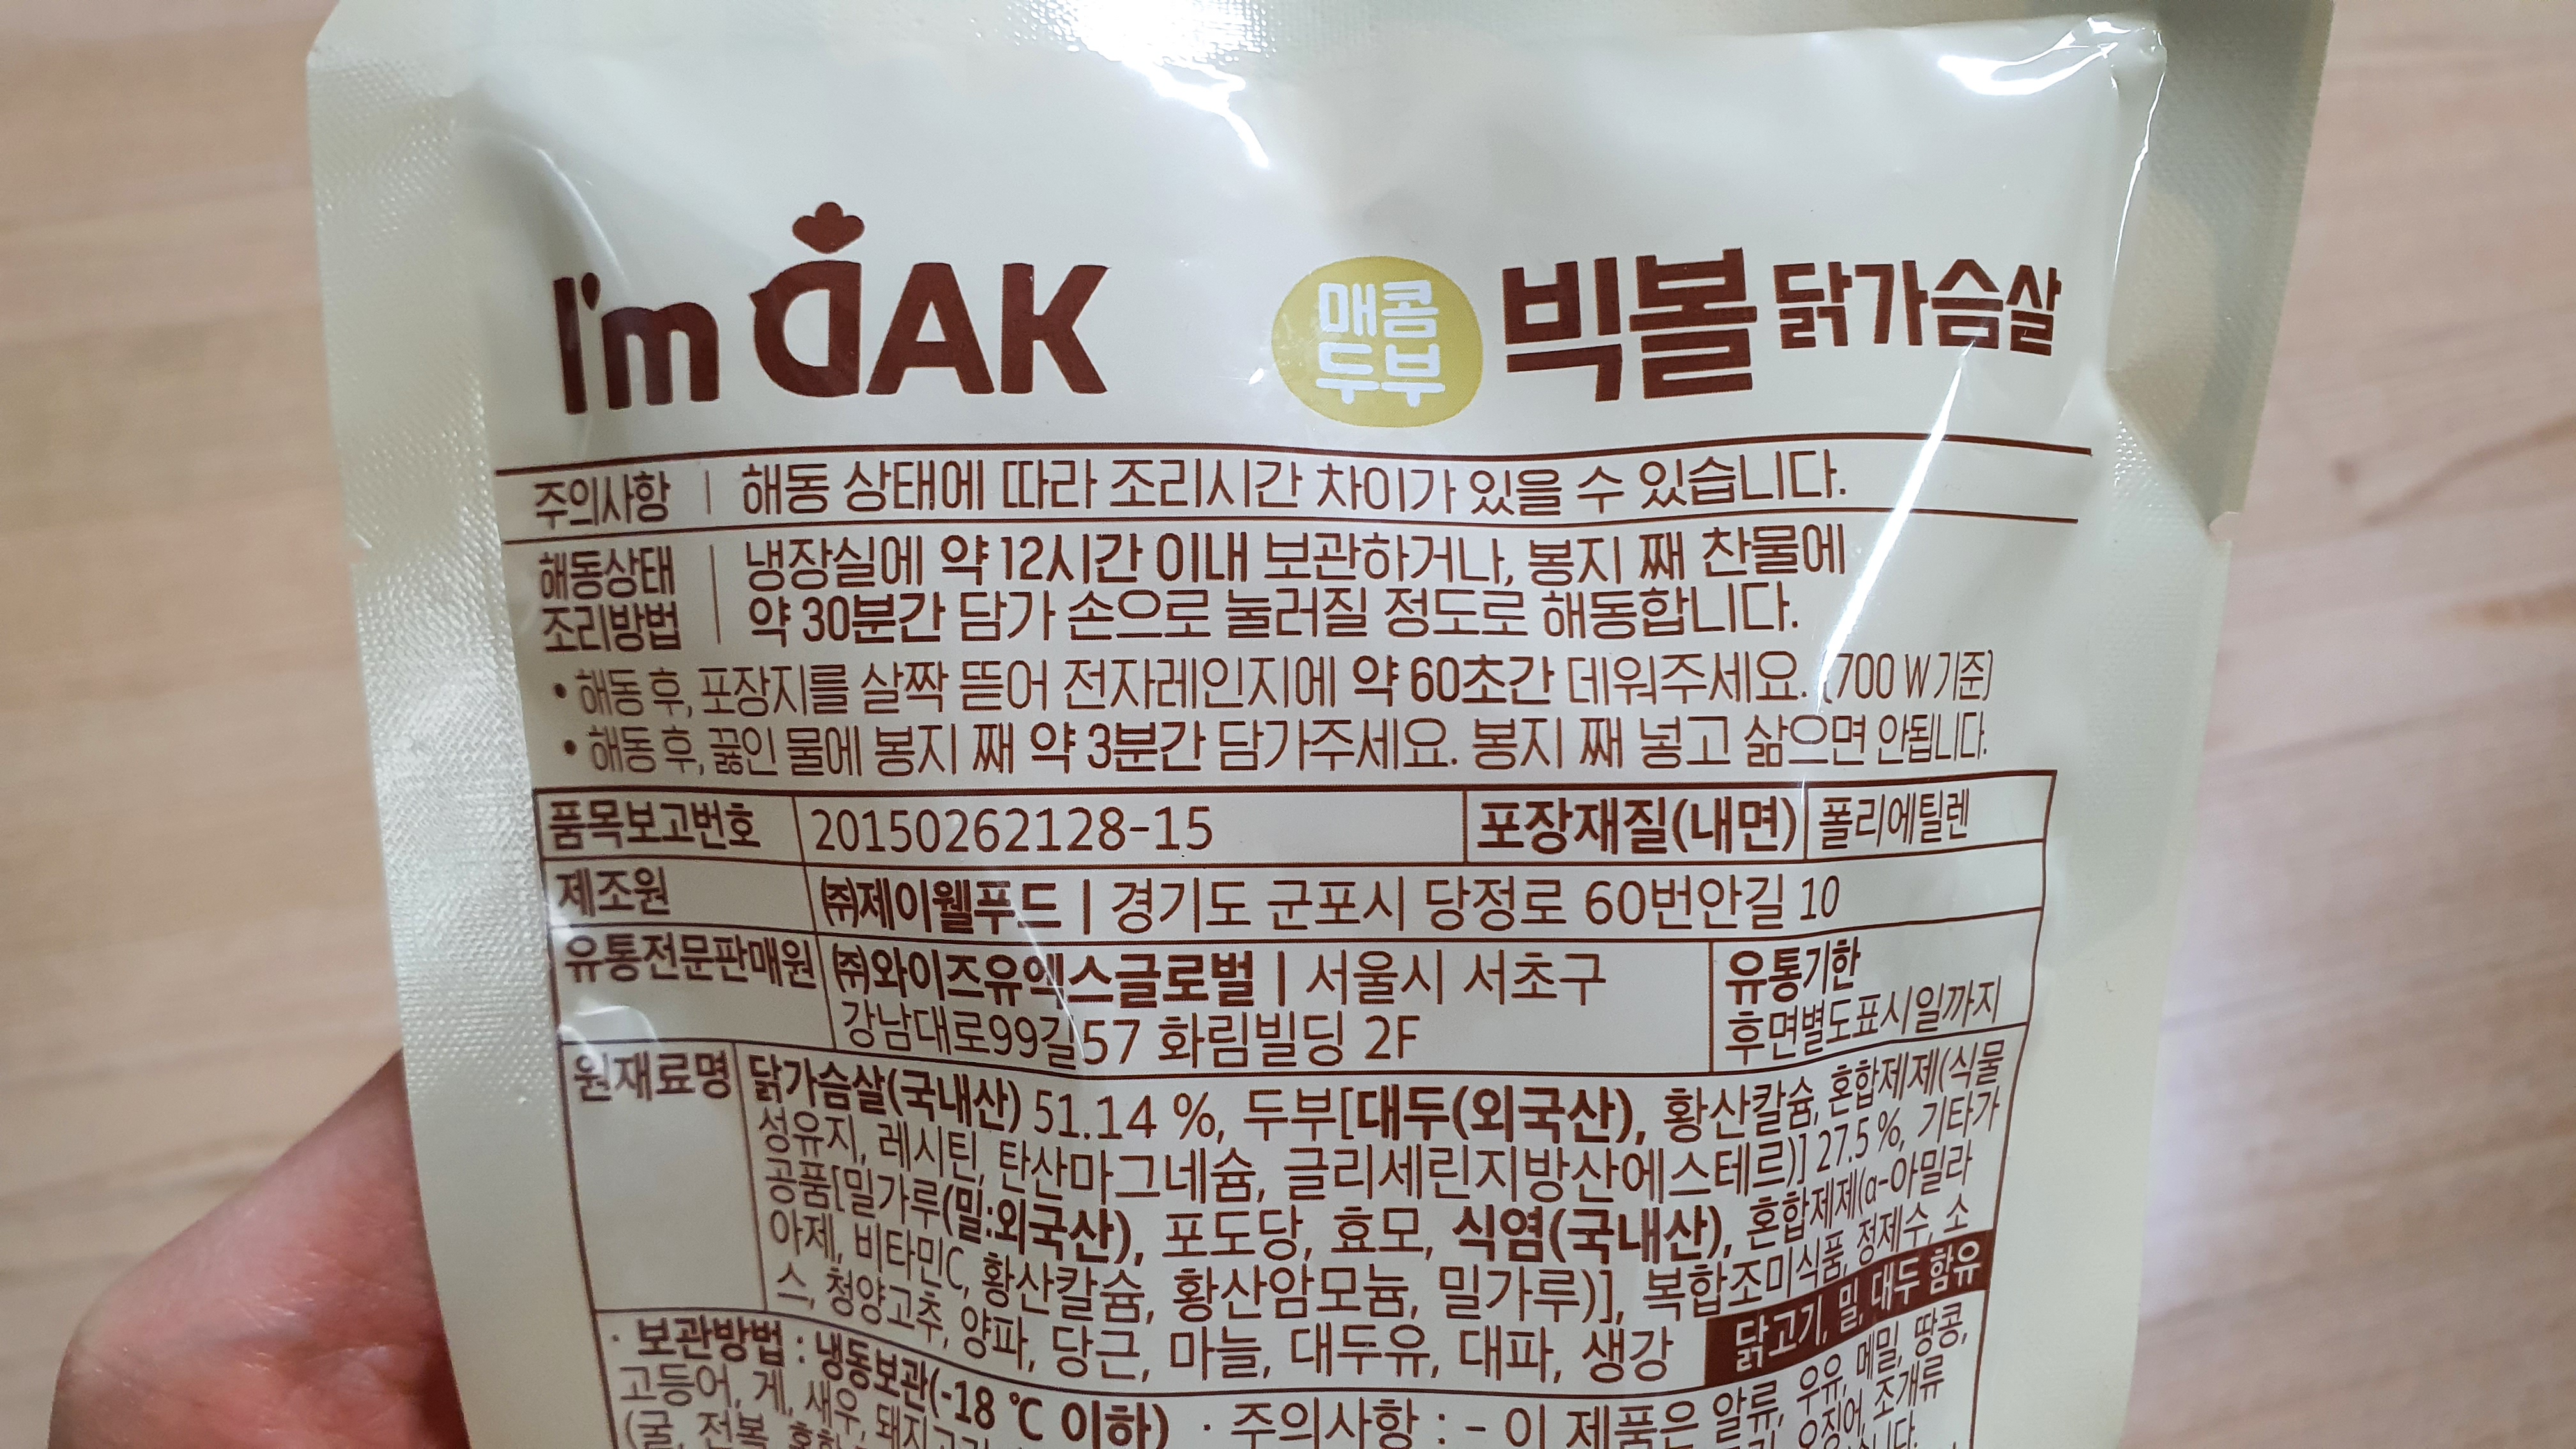 I'm DAK
매콤
두부
빅볼 닭가슴살
주의사항 | 해동 상태에 따라 조리시간 차이가 있을 수 있습니다.
해동상태 | 냉장실에 약 12시간 이내 보관하거나, 봉지 째 찬물에
조리방법 | 약 30분간 담가 손으로 눌러질 정도로 해동합니다.
• 해동 후, 포장지를 살짝 뜯어 전자레인지에 약 60초간 데워주세요. (700 W 기준)
• 해동 후, 끓인 물에 봉지 째 약 3분간 담가주세요. 봉지 째 넣고 삶으면 안됩니다.
품목보고번호 20150262128-15 포장재질(내면) 폴리에틸렌
제조원 ㈜제이웰푸드 | 경기도 군포시 당정로 60번안길 10
유통전문판매원 ㈜와이즈유엑스글로벌 | 서울시 서초구 유통기한
강남대로99길57 화림빌딩 2F 후면별도표시일까지
원재료명 닭가슴살(국내산) 51.14 %, 두부[대두(외국산), 황산칼슘, 혼합제제(식물
성유지, 레시틴, 탄산마그네슘, 글리세린지방산에스테르)] 27.5 %, 기타가
공품[밀가루(밀:외국산), 포도당, 효모, 식염(국내산), 혼합제제(α-아밀라
아제, 비타민C, 황산칼슘, 황산암모늄, 밀가루)], 복합조미식품, 정제수, 소
스, 청양고추, 양파, 당근, 마늘, 대두유, 대파, 생강 닭고기, 밀, 대두 함유
· 보관방법 : 냉동보관(-18 ℃ 이하) · 주의사항 : - 이 제품은 알류, 우유, 메밀, 땅콩,
고등어, 게, 새우, 돼지고기 오징어, 조개류
(굴, 전복, 홍합